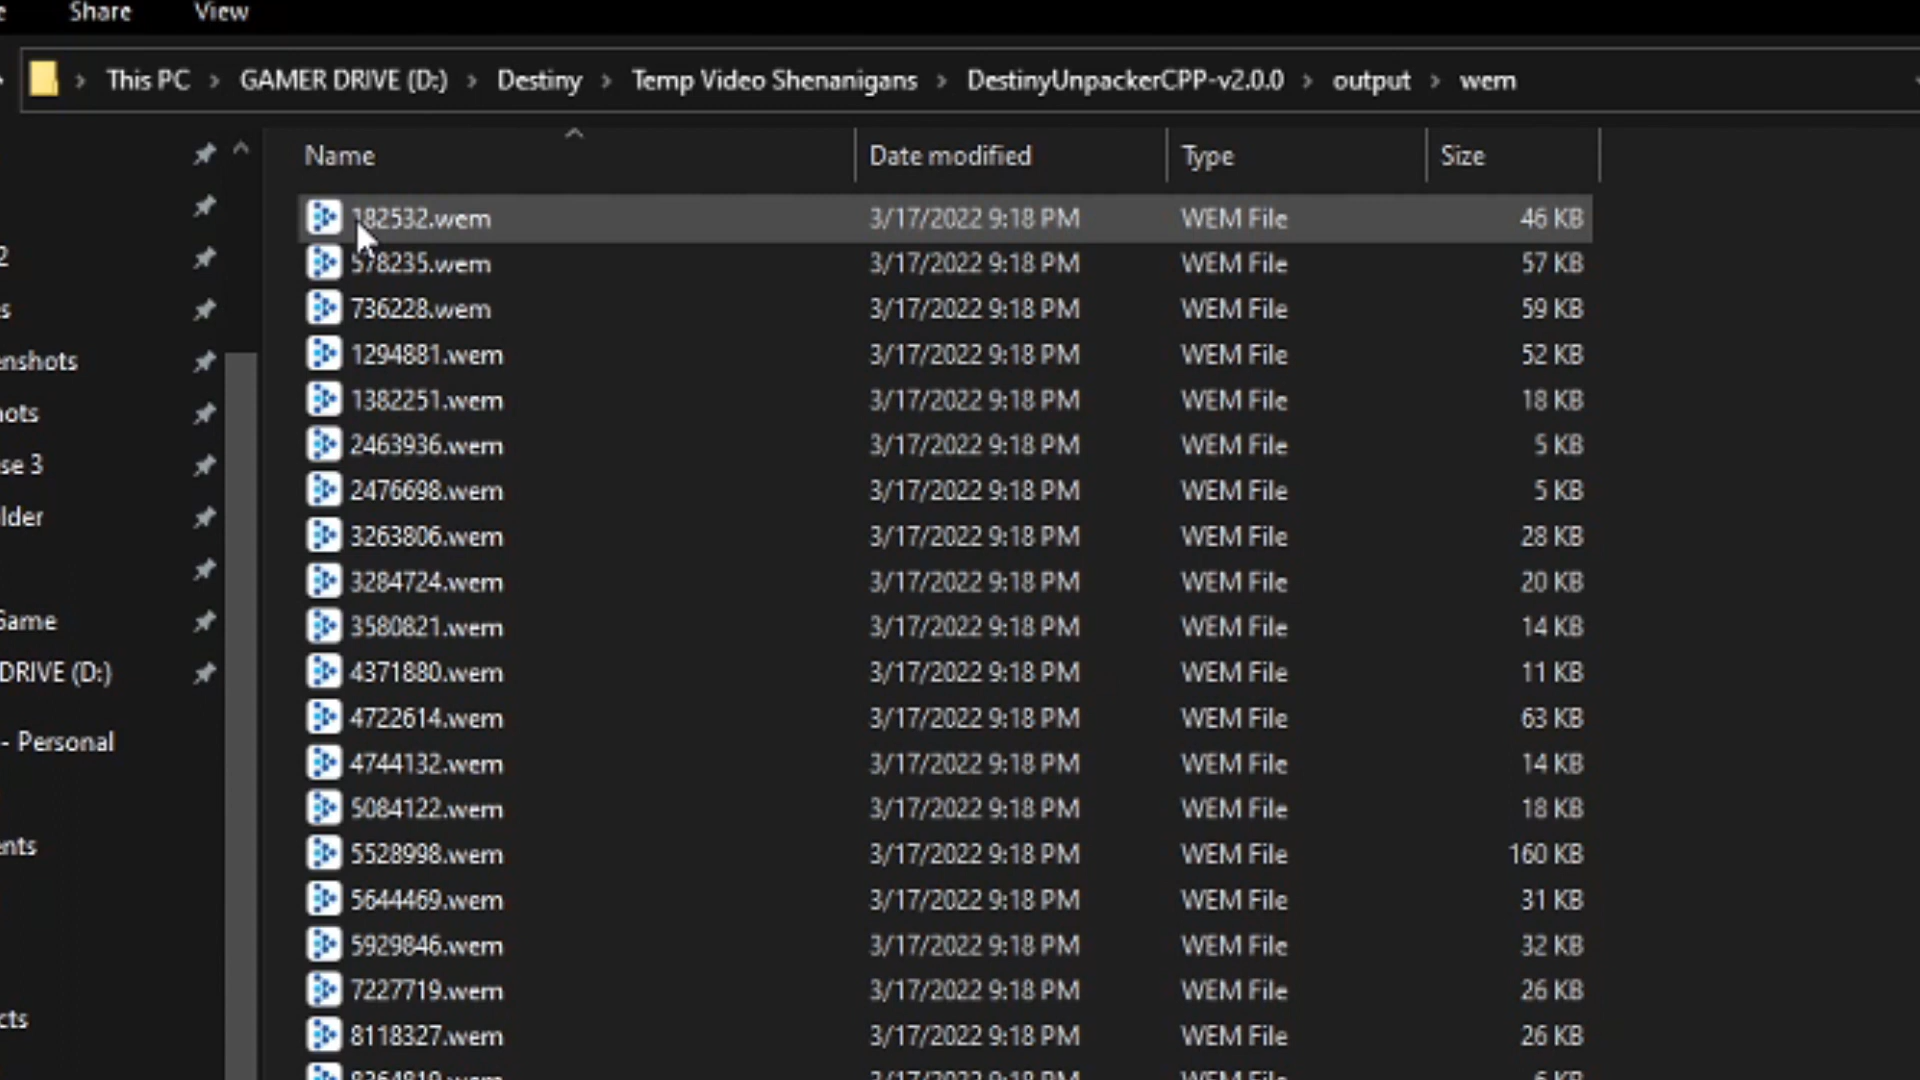 Share View
This PC > GAMER DRIVE (D:) > Destiny > Temp Video Shenanigans > DestinyUnpackerCPP-v2.0.0 > output > wem
Name Date modified Type Size
182532.wem 3/17/2022 9:18 PM WEM File 46 KB
578235.wem 3/17/2022 9:18 PM WEM File 57 KB
2
736228.wem 3/17/2022 9:18 PM WEM File 59 KB
s
1294881.wem 3/17/2022 9:18 PM WEM File 52 KB
enshots
1382251.wem 3/17/2022 9:18 PM WEM File 18 KB
nots
2463936.wem 3/17/2022 9:18 PM WEM File 5 KB
se 3
2476698.wem 3/17/2022 9:18 PM WEM File 5 KB
lder
3263806.wem 3/17/2022 9:18 PM WEM File 28 KB
3284724.wem 3/17/2022 9:18 PM WEM File 20 KB
3580821.wem 3/17/2022 9:18 PM WEM File 14 KB
Game
4371880.wem 3/17/2022 9:18 PM WEM File 11 KB
DRIVE (D:)
4722614.wem 3/17/2022 9:18 PM WEM File 63 KB
- Personal
4744132.wem 3/17/2022 9:18 PM WEM File 14 KB
5084122.wem 3/17/2022 9:18 PM WEM File 18 KB
ents
5528998.wem 3/17/2022 9:18 PM WEM File 160 KB
5644469.wem 3/17/2022 9:18 PM WEM File 31 KB
5929846.wem 3/17/2022 9:18 PM WEM File 32 KB
7227719.wem 3/17/2022 9:18 PM WEM File 26 KB
cts
8118327.wem 3/17/2022 9:18 PM WEM File 26 KB